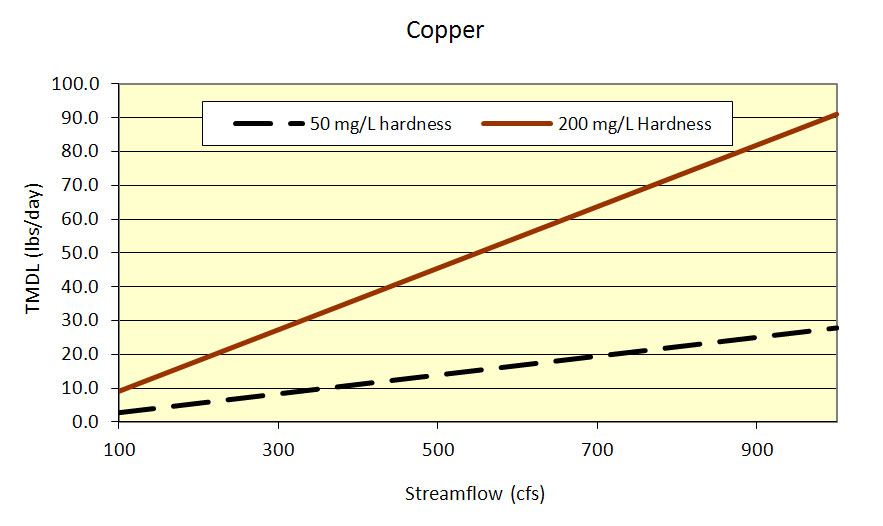 Copper
100.0
90.0
80.0
70.0
60.0
50.0
40.0
30.0
20.0
10.0
0.0
TMDL (lbs/day)
50 mg/L hardness
200 mg/L Hardness
100 300 500 700 900
Streamflow (cfs)